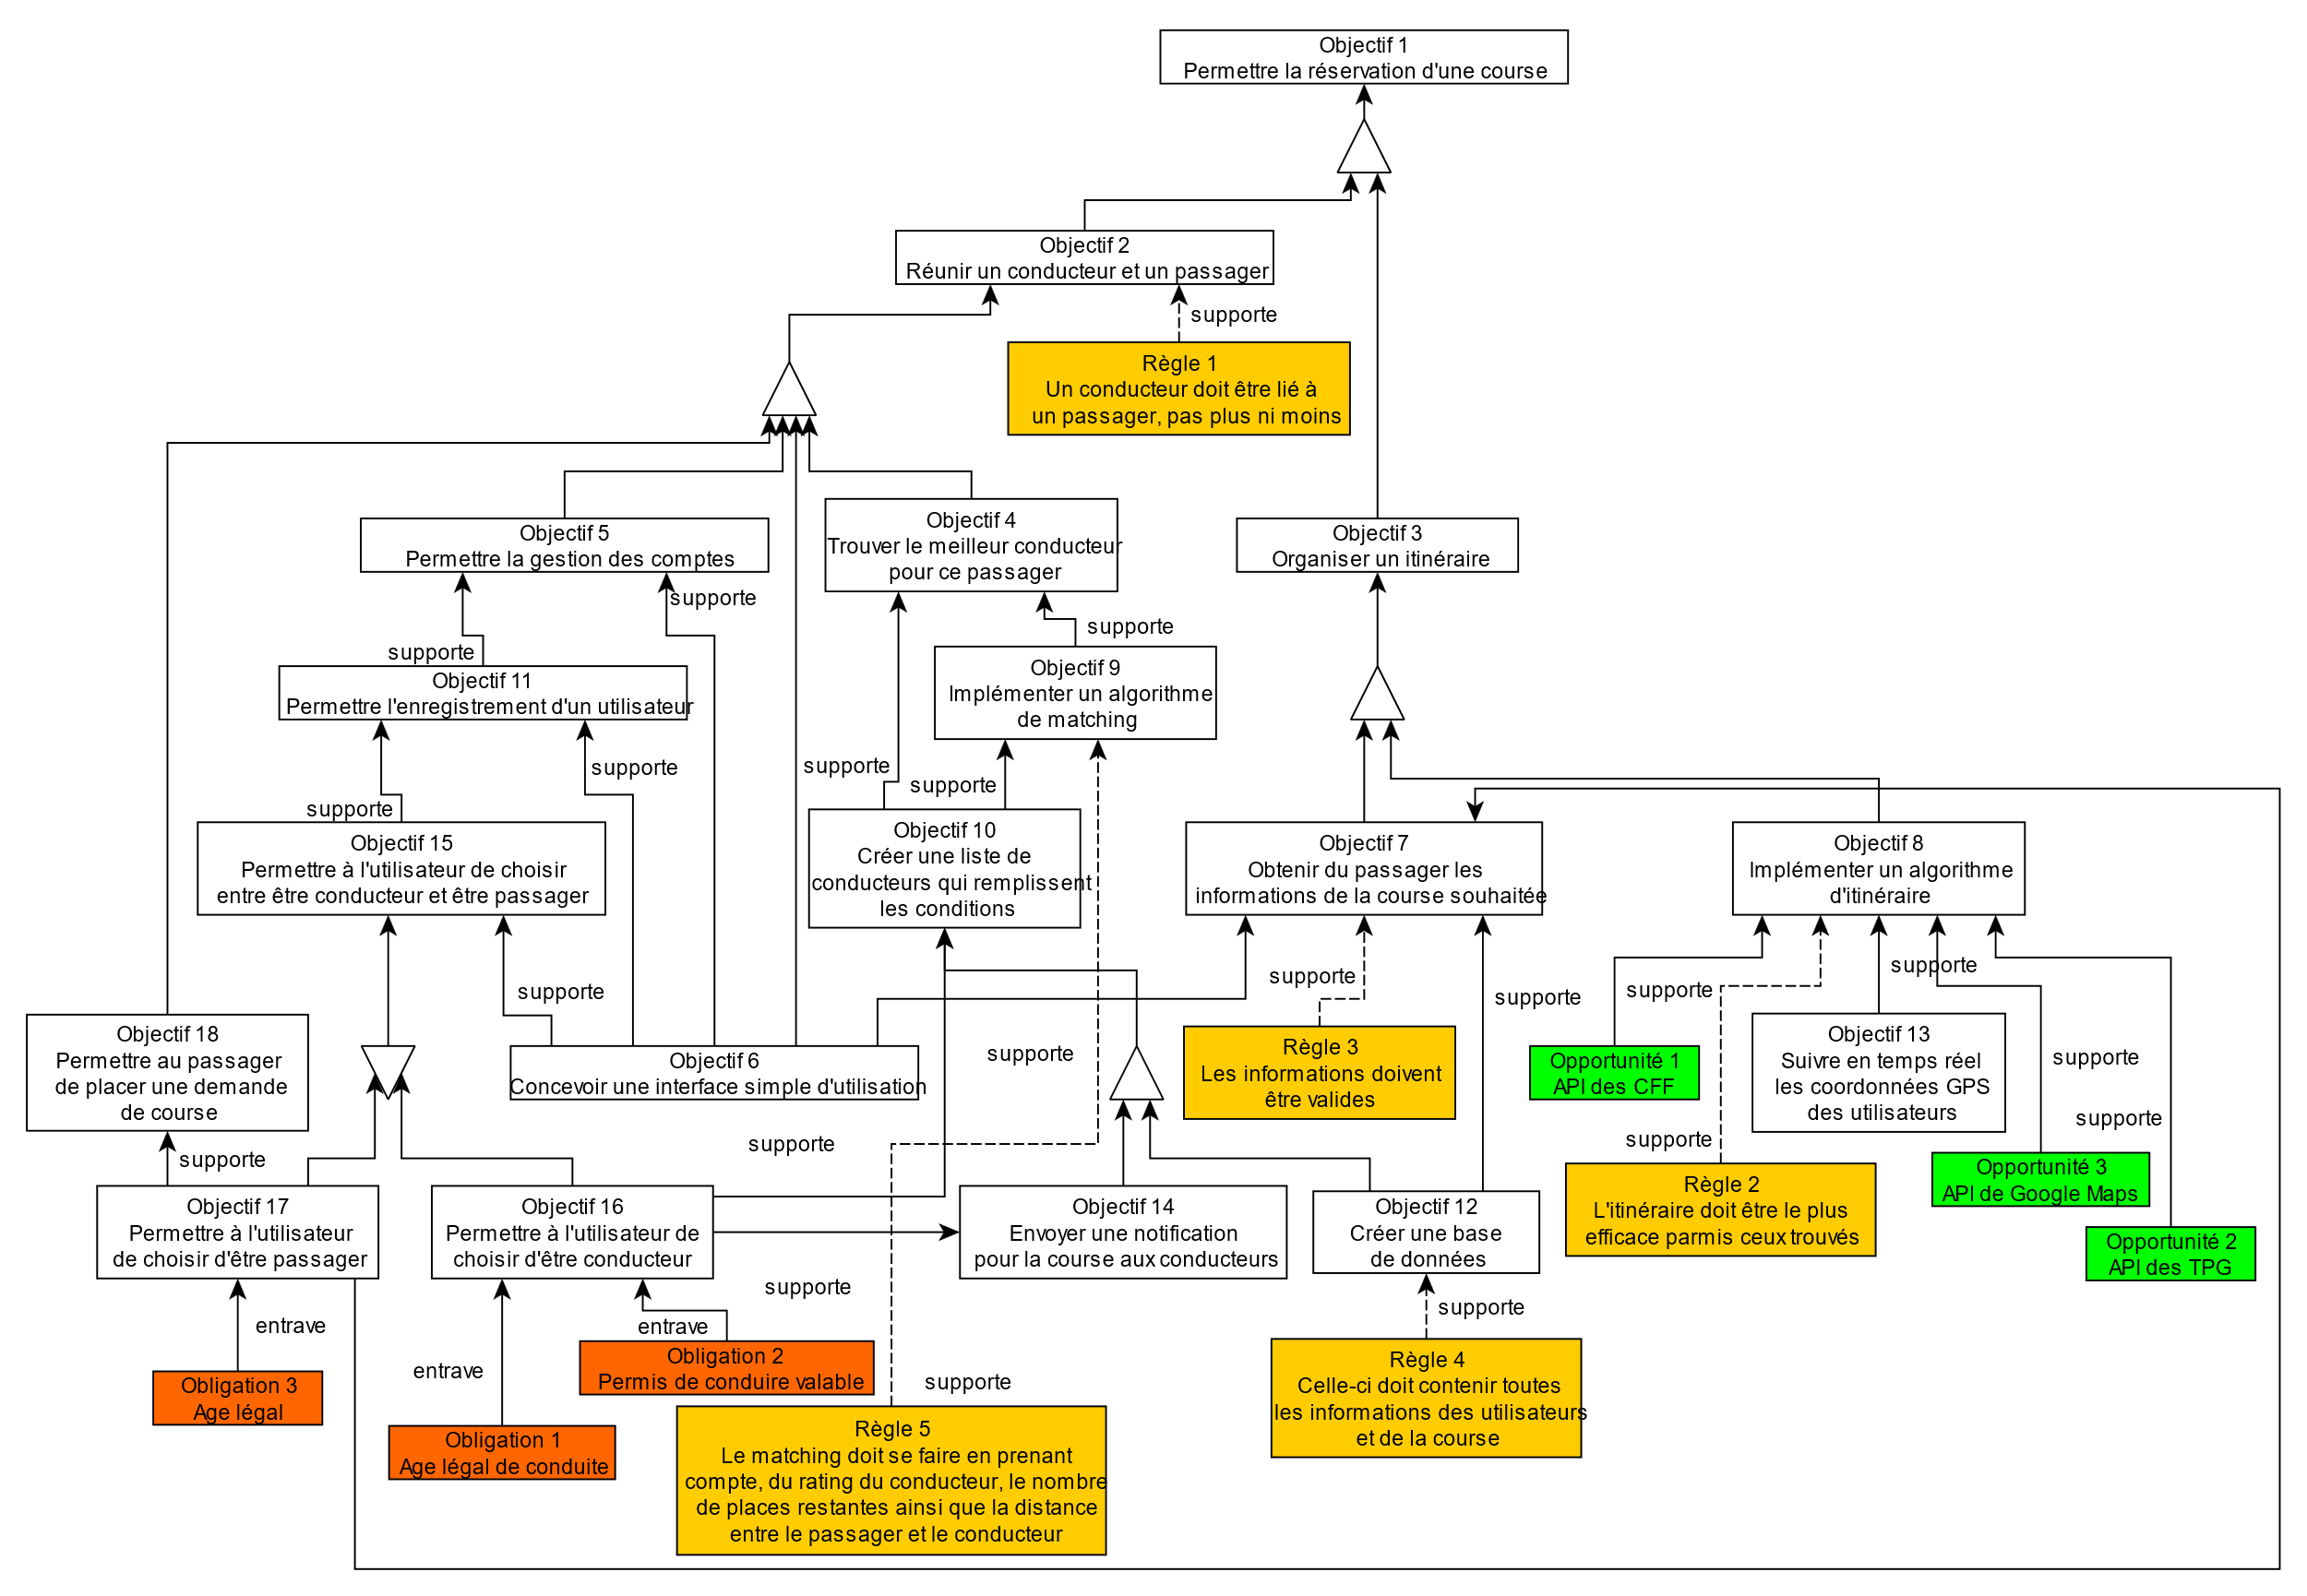 Objectif 1
Permettre la réservation d'une course
Objectif 2
Réunir un conducteur et un passager
supporte
Règle 1
Un conducteur doit être lié à
un passager, pas plus ni moins
Objectif 5
Permettre la gestion des comptes
Objectif 4
Trouver le meilleur conducteur
pour ce passager
Objectif 3
Organiser un itinéraire
supporte
supporte
supporte
Objectif 11
Permettre l'enregistrement d'un utilisateur
Objectif 9
Implémenter un algorithme
de matching
supporte
supporte
supporte
supporte
Objectif 15
Permettre à l'utilisateur de choisir
entre être conducteur et être passager
Objectif 10
Créer une liste de
conducteurs qui remplissent
les conditions
Objectif 7
Obtenir du passager les
informations de la course souhaitée
Objectif 8
Implémenter un algorithme
d'itinéraire
supporte
supporte
supporte
supporte
supporte
Objectif 18
Permettre au passager
de placer une demande
de course
Objectif 6
Concevoir une interface simple d'utilisation
supporte
Règle 3
Les informations doivent
être valides
Opportunité 1
API des CFF
Objectif 13
Suivre en temps réel
les coordonnées GPS
des utilisateurs
supporte
supporte
supporte
supporte
supporte
Objectif 17
Permettre à l'utilisateur
de choisir d'être passager
Objectif 16
Permettre à l'utilisateur de
choisir d'être conducteur
Objectif 14
Envoyer une notification
pour la course aux conducteurs
Objectif 12
Créer une base
de données
Règle 2
L'itinéraire doit être le plus
efficace parmis ceux trouvés
Opportunité 3
API de Google Maps
Opportunité 2
API des TPG
supporte
supporte
entrave
entrave
entrave
supporte
Obligation 3
Age légal
Obligation 2
Permis de conduire valable
Obligation 1
Age légal de conduite
Règle 4
Celle-ci doit contenir toutes
les informations des utilisateurs
et de la course
Règle 5
Le matching doit se faire en prenant
compte, du rating du conducteur, le nombre
de places restantes ainsi que la distance
entre le passager et le conducteur